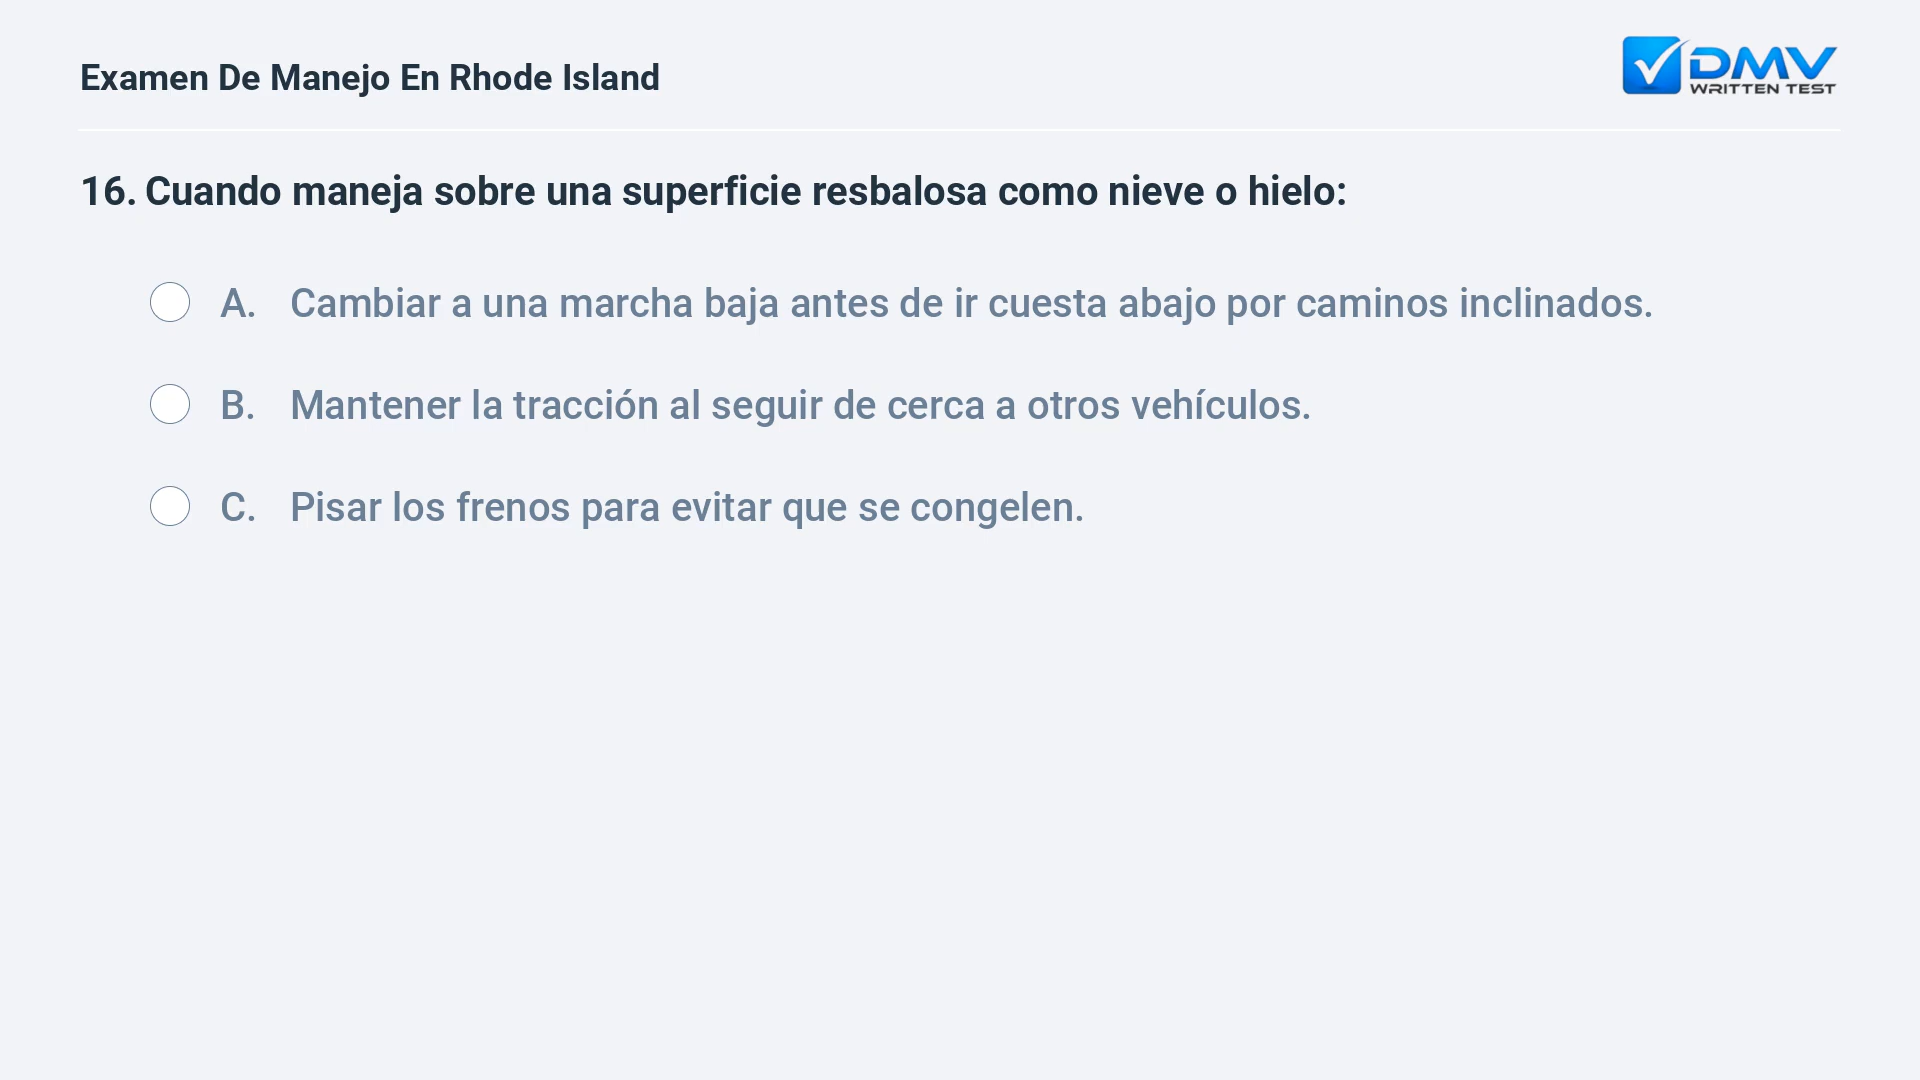 Examen De Manejo En Rhode Island
DMV
WRITTEN TEST
16. Cuando maneja sobre una superficie resbalosa como nieve o hielo:
A. Cambiar a una marcha baja antes de ir cuesta abajo por caminos inclinados.
B. Mantener la tracción al seguir de cerca a otros vehículos.
C. Pisar los frenos para evitar que se congelen.